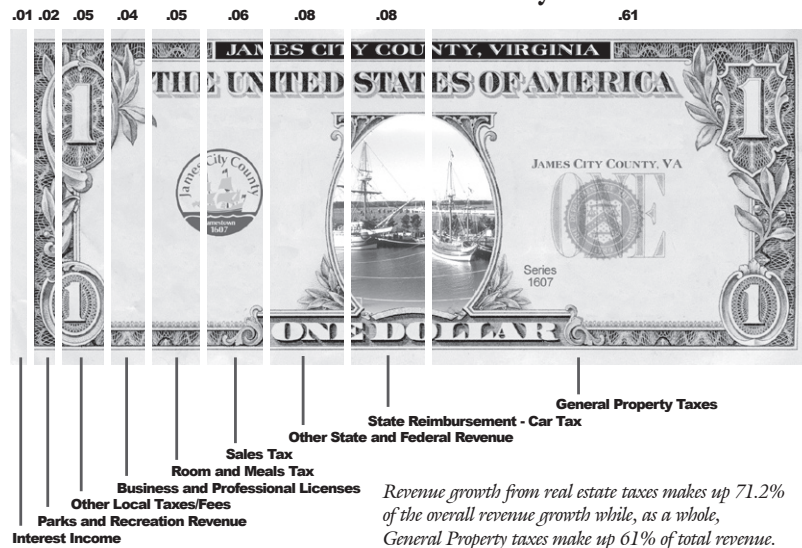 .01 .02 .05 .04 .05 .06 .08 .08 .61
JAMES CITY COUNTY, VIRGINIA
THE UNITED STATES OF AMERICA
1
1
James City County
Jamestown
1607
JAMES CITY COUNTY, VA
ONE
Series
1607
1
1
ONE DOLLAR
General Property Taxes
State Reimbursement - Car Tax
Other State and Federal Revenue
Sales Tax
Room and Meals Tax
Business and Professional Licenses
Other Local Taxes/Fees
Parks and Recreation Revenue
Interest Income
Revenue growth from real estate taxes makes up 71.2%
of the overall revenue growth while, as a whole,
General Property taxes make up 61% of total revenue.